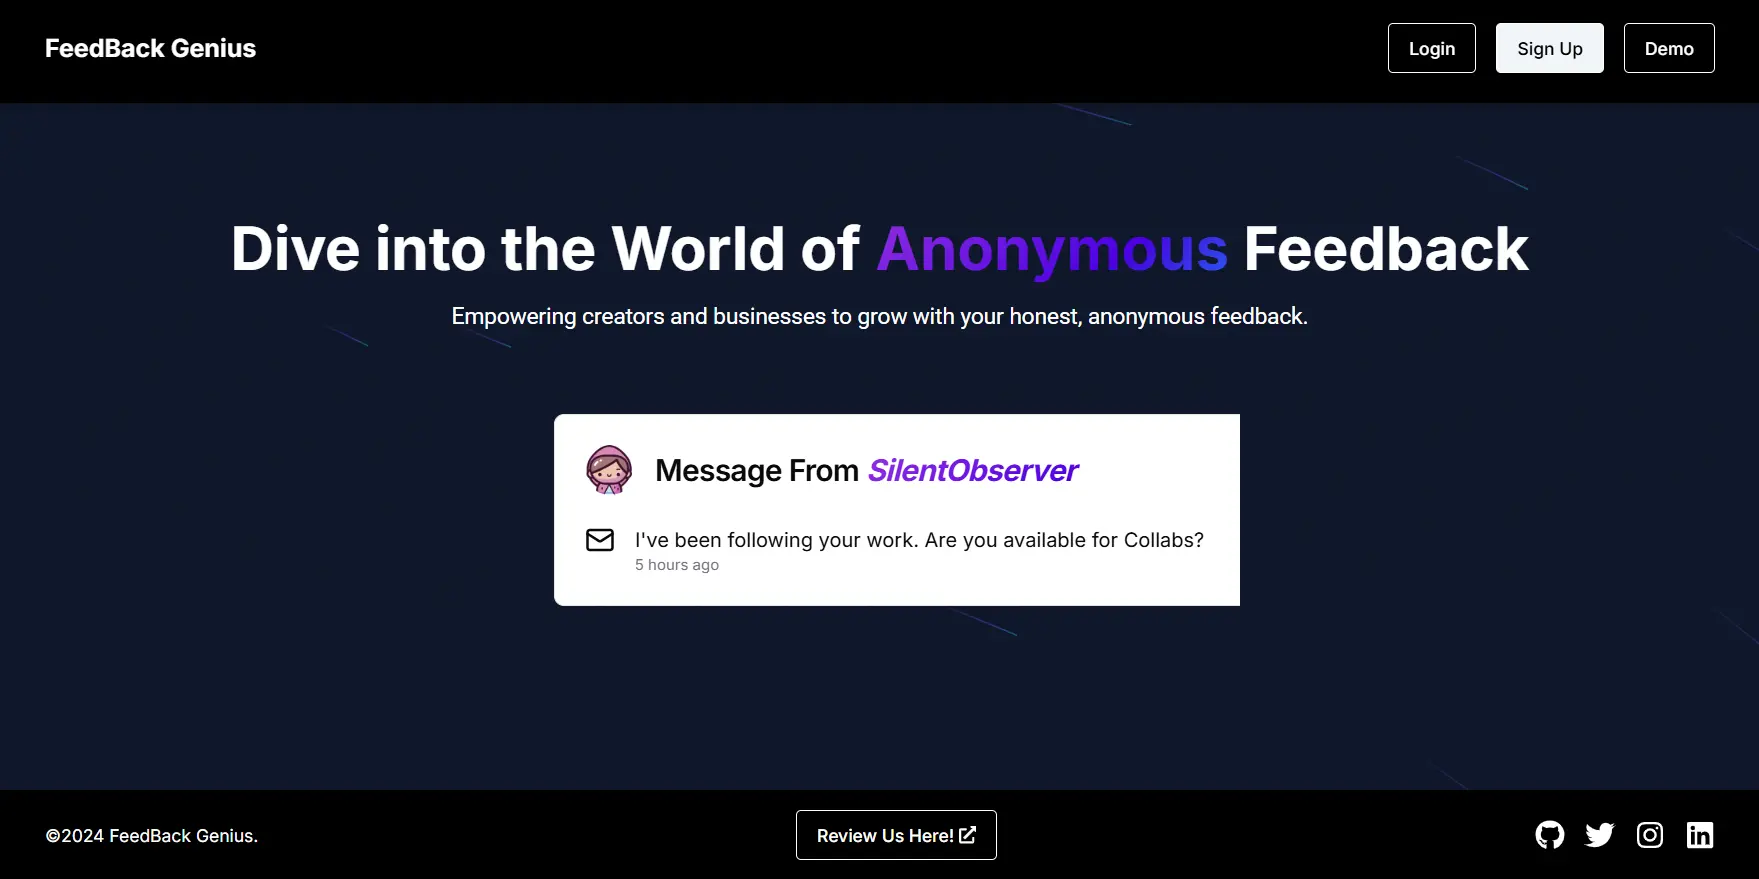 FeedBack Genius
Login
Sign Up
Demo
Dive into the World of Anonymous Feedback
Empowering creators and businesses to grow with your honest, anonymous feedback.
Message From SilentObserver
I've been following your work. Are you available for Collabs?
5 hours ago
©2024 FeedBack Genius.
Review Us Here!